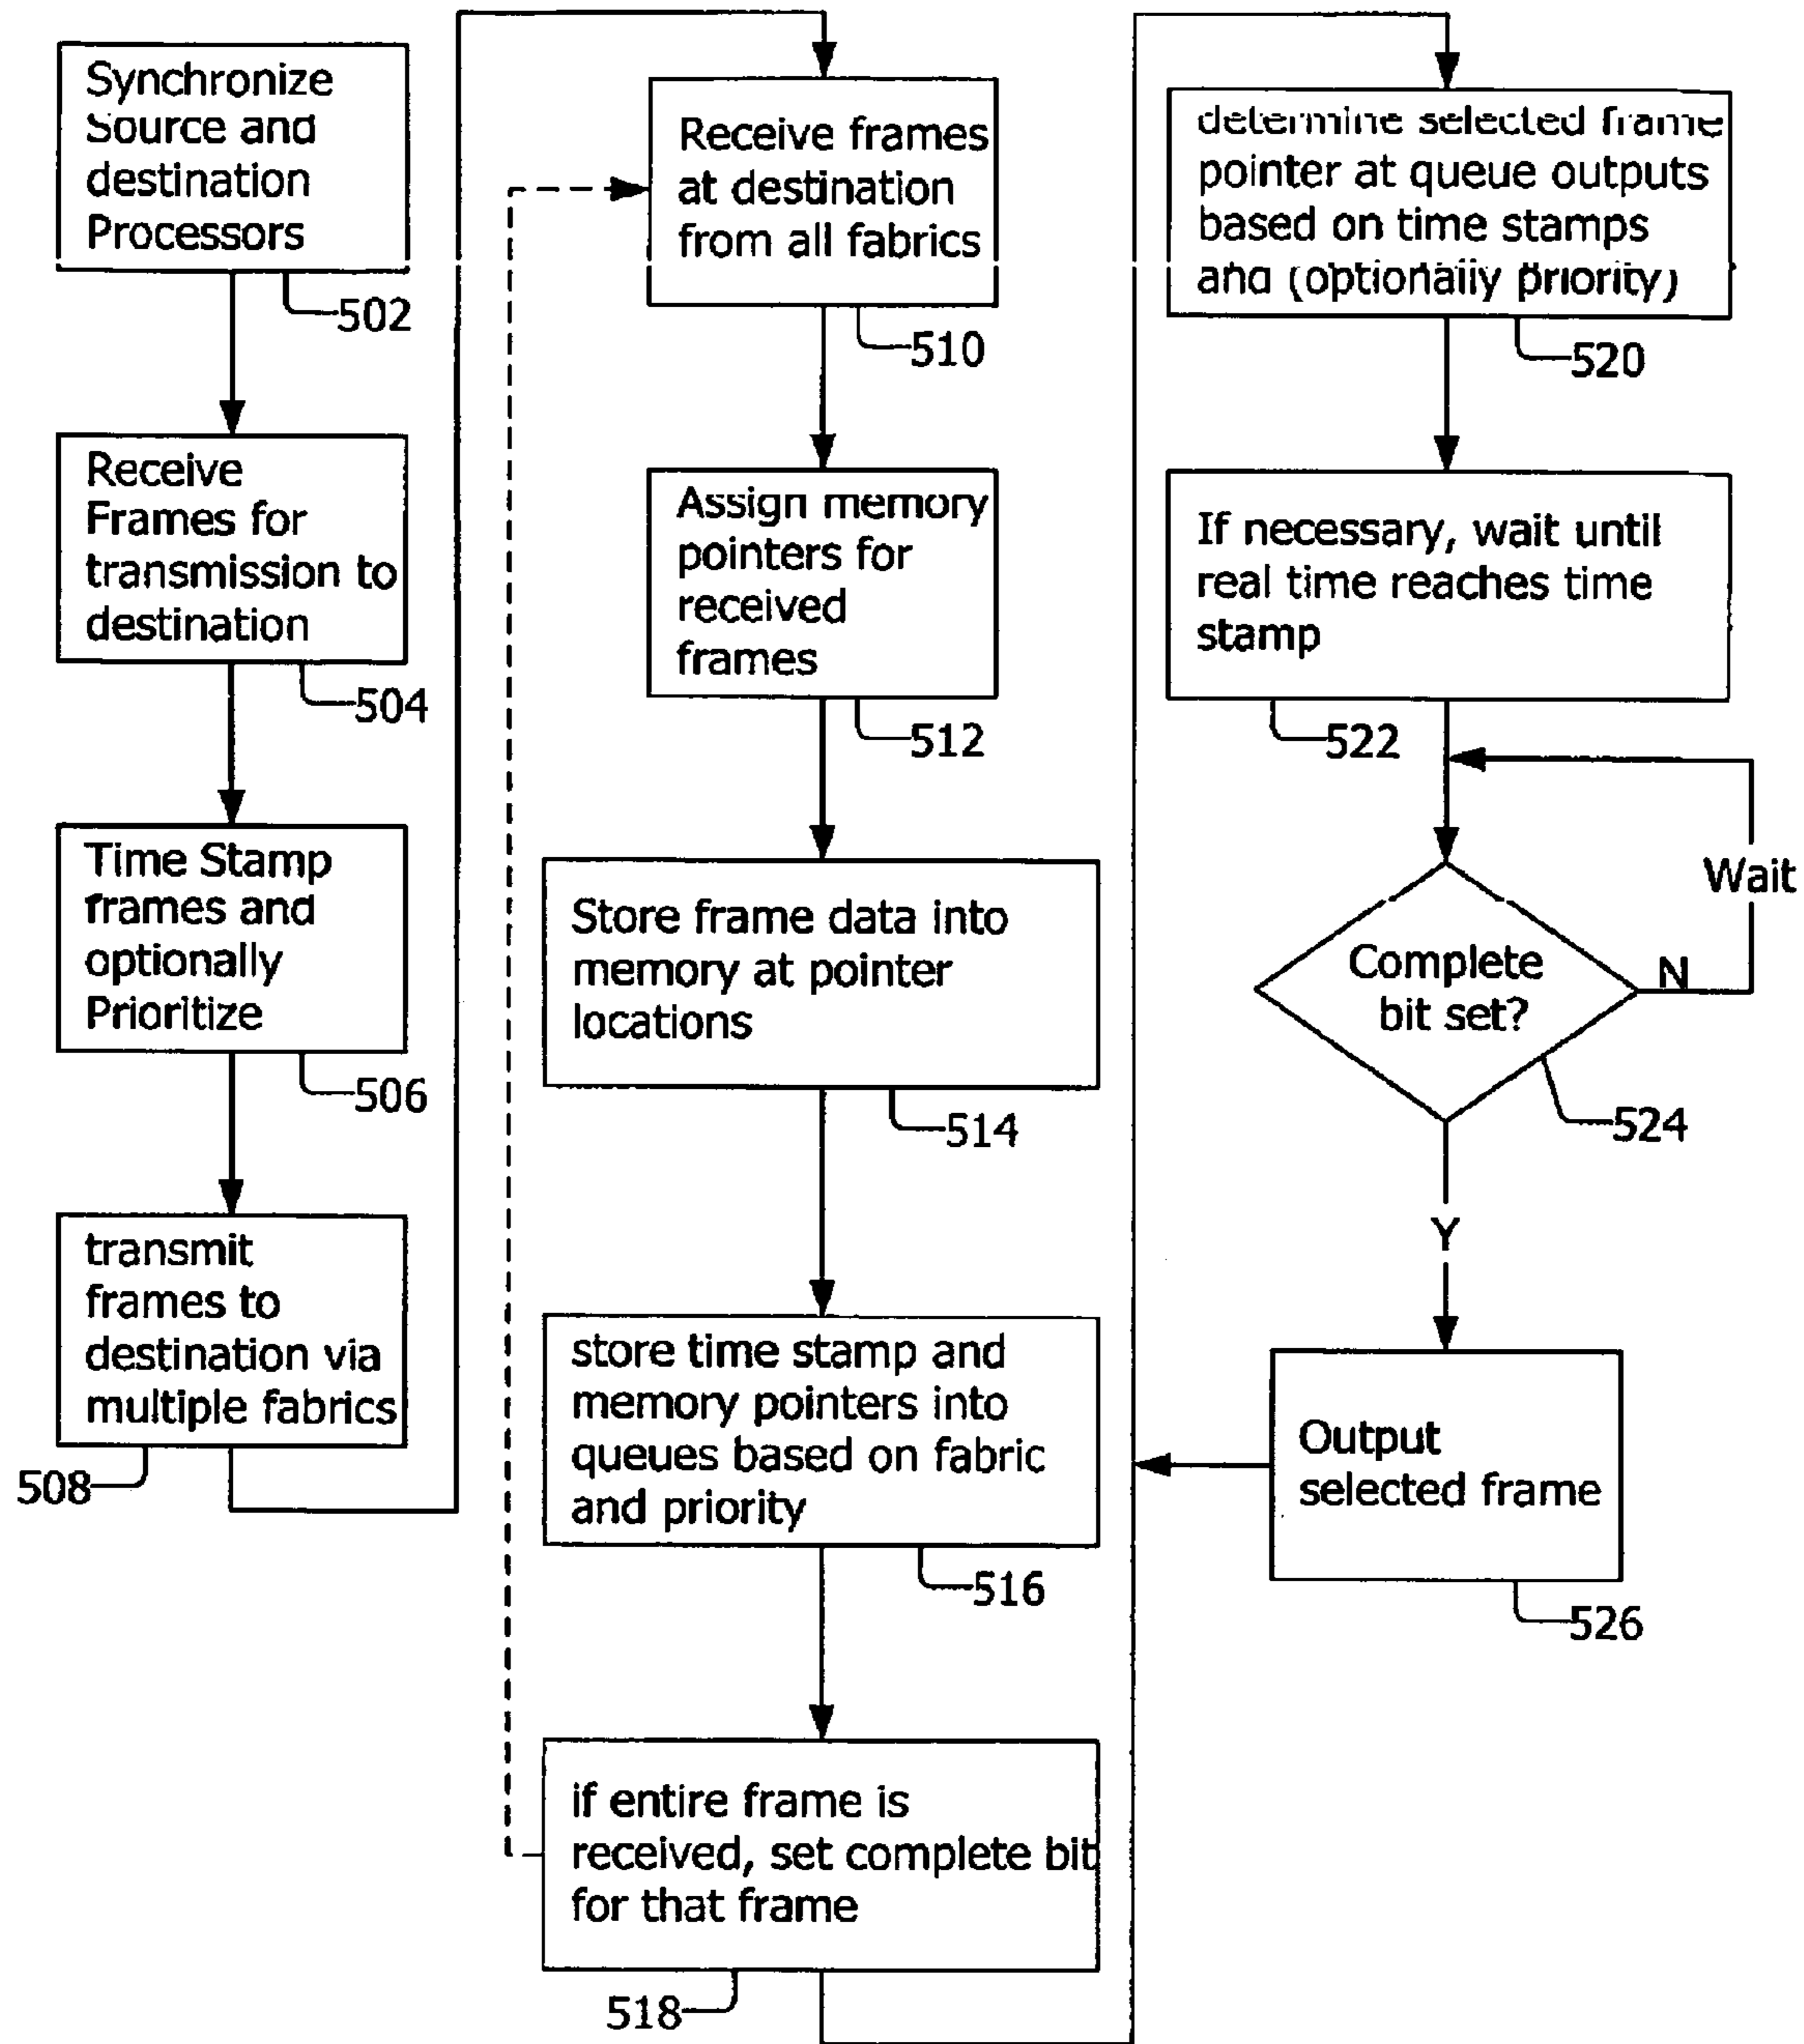 Synchronize
Source and
destination
Processors
502
Receive
Frames for
transmission to
destination
504
Time Stamp
frames and
optionally
Prioritize
506
transmit
frames to
destination via
multiple fabrics
508
Receive frames
at destination
from all fabrics
510
Assign memory
pointers for
received
frames
512
Store frame data into
memory at pointer
locations
514
store time stamp and
memory pointers into
queues based on fabric
and priority
516
if entire frame is
received, set complete bit
for that frame
518
determine selected frame
pointer at queue outputs
based on time stamps
and (optionally priority)
520
If necessary, wait until
real time reaches time
stamp
522
Wait
Complete
bit set?
N
524
Y
Output
selected frame
526